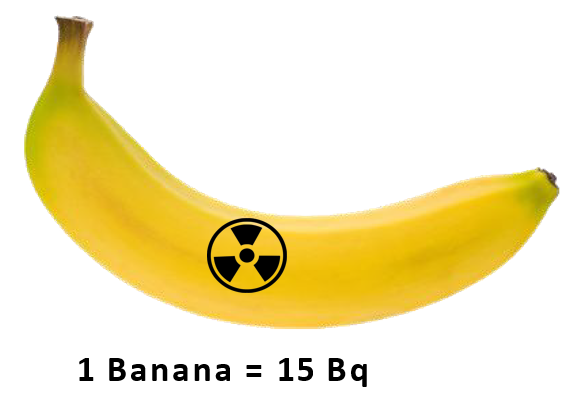 1 Banana = 15 Bq